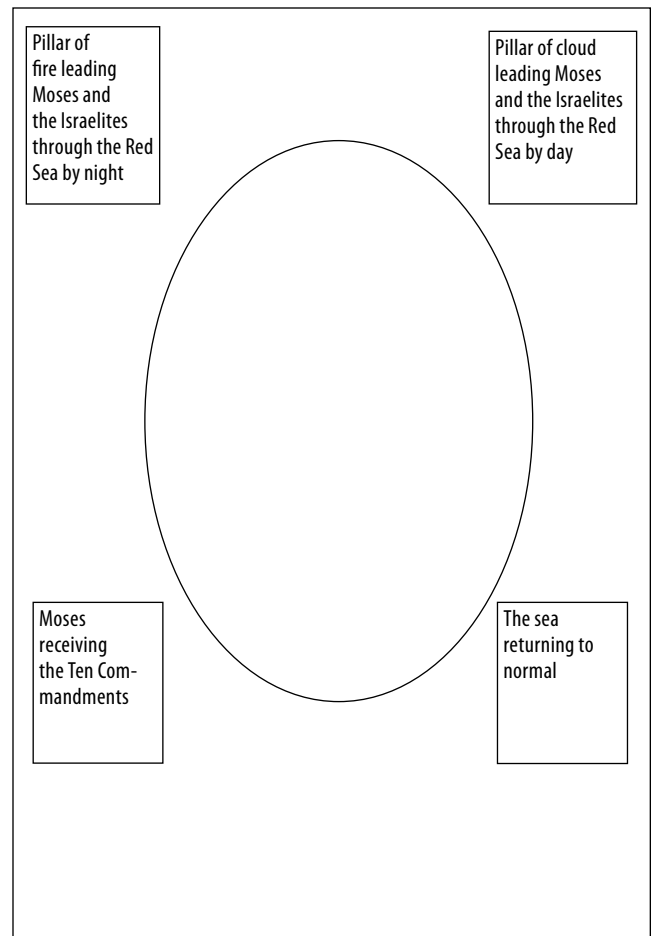 Pillar of
fire leading
Moses and
the Israelites
through the Red
Sea by night
Pillar of cloud
leading Moses
and the Israelites
through the Red
Sea by day
Moses
receiving
the Ten Com-
mandments
The sea
returning to
normal